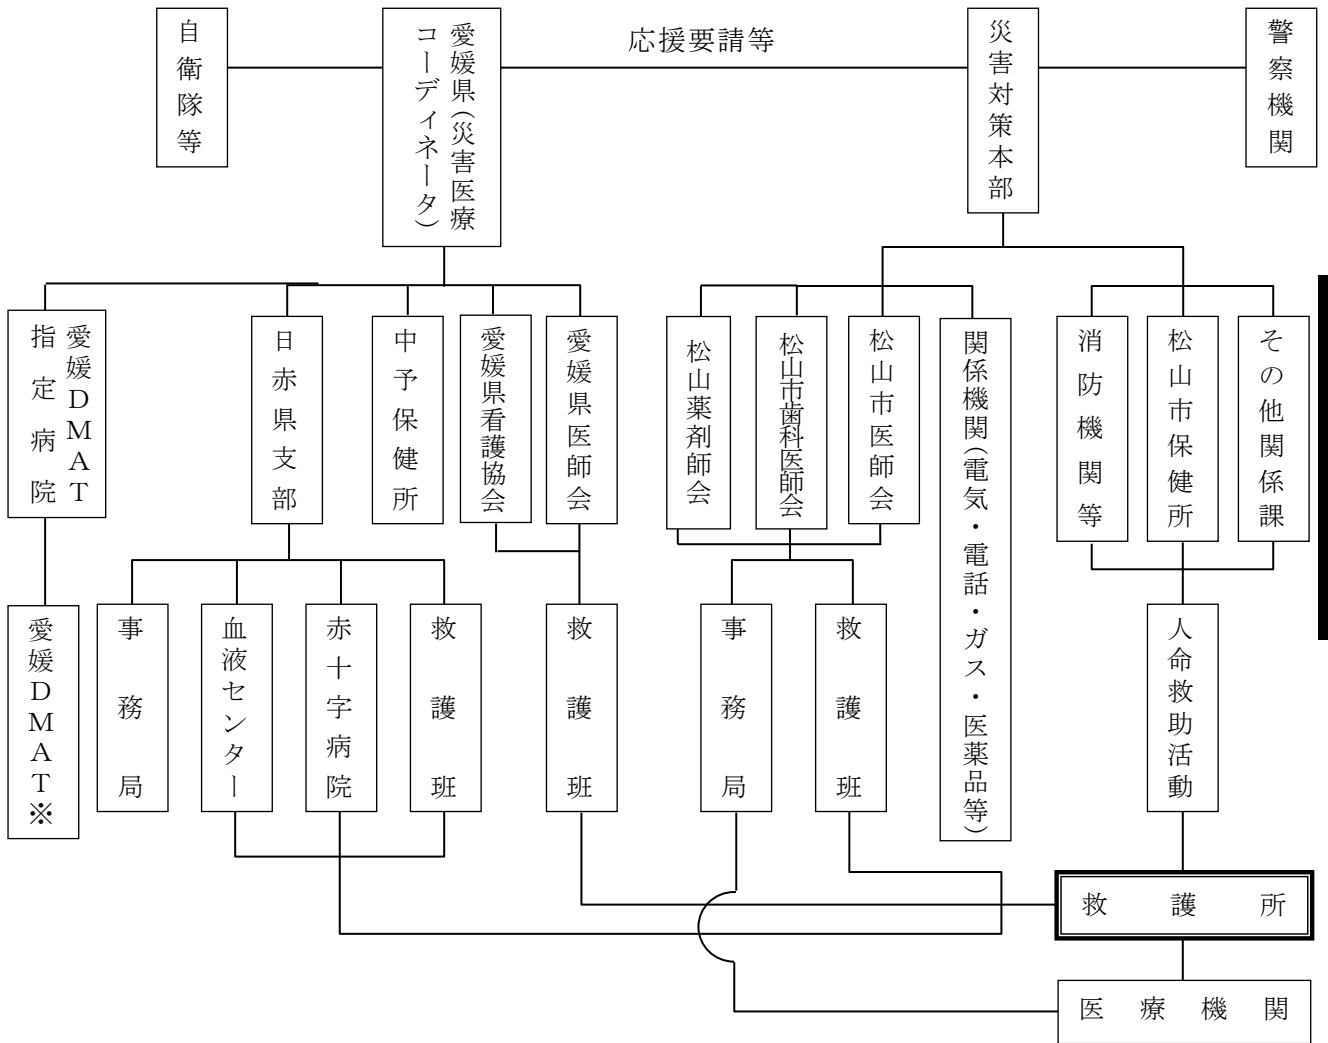 自衛隊等
愛媛県（災害医療
コーディネータ）
応援要請等
災害対策本部
警察機関
愛媛DMAT
指定病院
日赤県支部
中予保健所
愛媛県看護協会
愛媛県医師会
松山薬剤師会
松山市歯科医師会
松山市医師会
関係機関（電気・電話・ガス・医薬品等）
消防機関等
松山市保健所
その他関係課
愛媛DMAT※
事務局
血液センター
赤十字病院
救護班
救護班
事務局
救護班
人命救助活動
救護所
医療機関